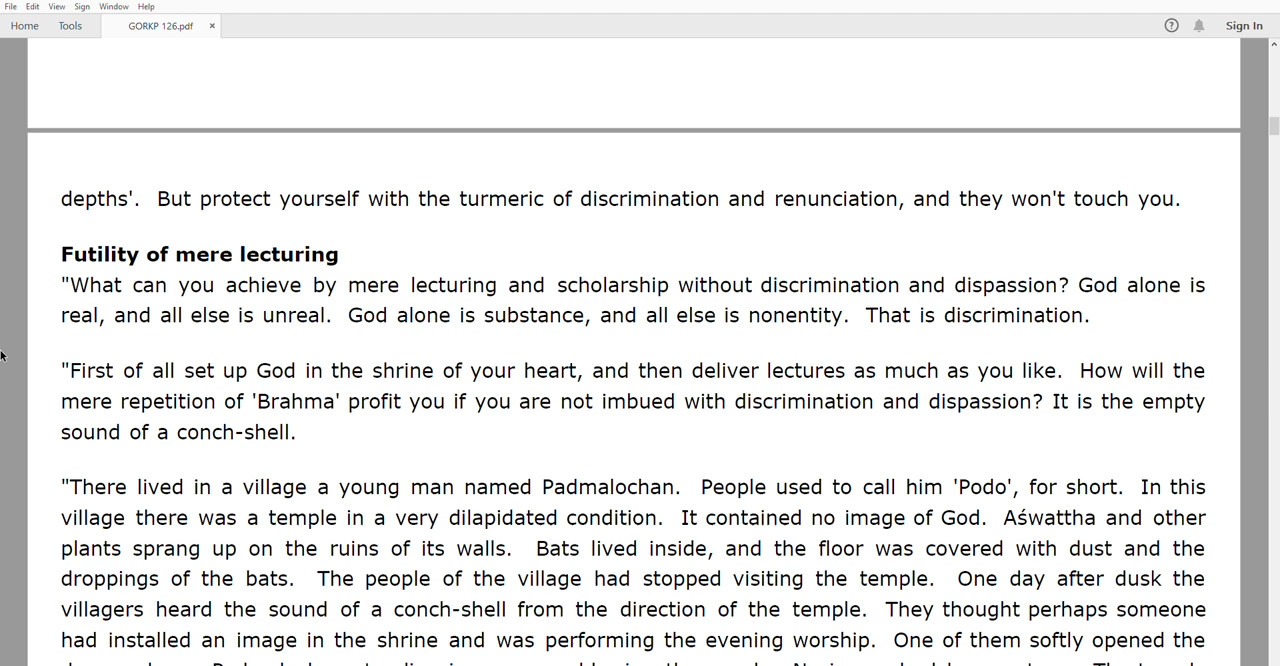 File Edit View Sign Window Help
Home Tools GORKP 126.pdf × Sign In
depths'. But protect yourself with the turmeric of discrimination and renunciation, and they won't touch you.
Futility of mere lecturing
"What can you achieve by mere lecturing and scholarship without discrimination and dispassion? God alone is
real, and all else is unreal. God alone is substance, and all else is nonentity. That is discrimination.
"First of all set up God in the shrine of your heart, and then deliver lectures as much as you like. How will the
mere repetition of 'Brahma' profit you if you are not imbued with discrimination and dispassion? It is the empty
sound of a conch-shell.
"There lived in a village a young man named Padmalochan. People used to call him 'Podo', for short. In this
village there was a temple in a very dilapidated condition. It contained no image of God. Aśwattha and other
plants sprang up on the ruins of its walls. Bats lived inside, and the floor was covered with dust and the
droppings of the bats. The people of the village had stopped visiting the temple. One day after dusk the
villagers heard the sound of a conch-shell from the direction of the temple. They thought perhaps someone
had installed an image in the shrine and was performing the evening worship. One of them softly opened the